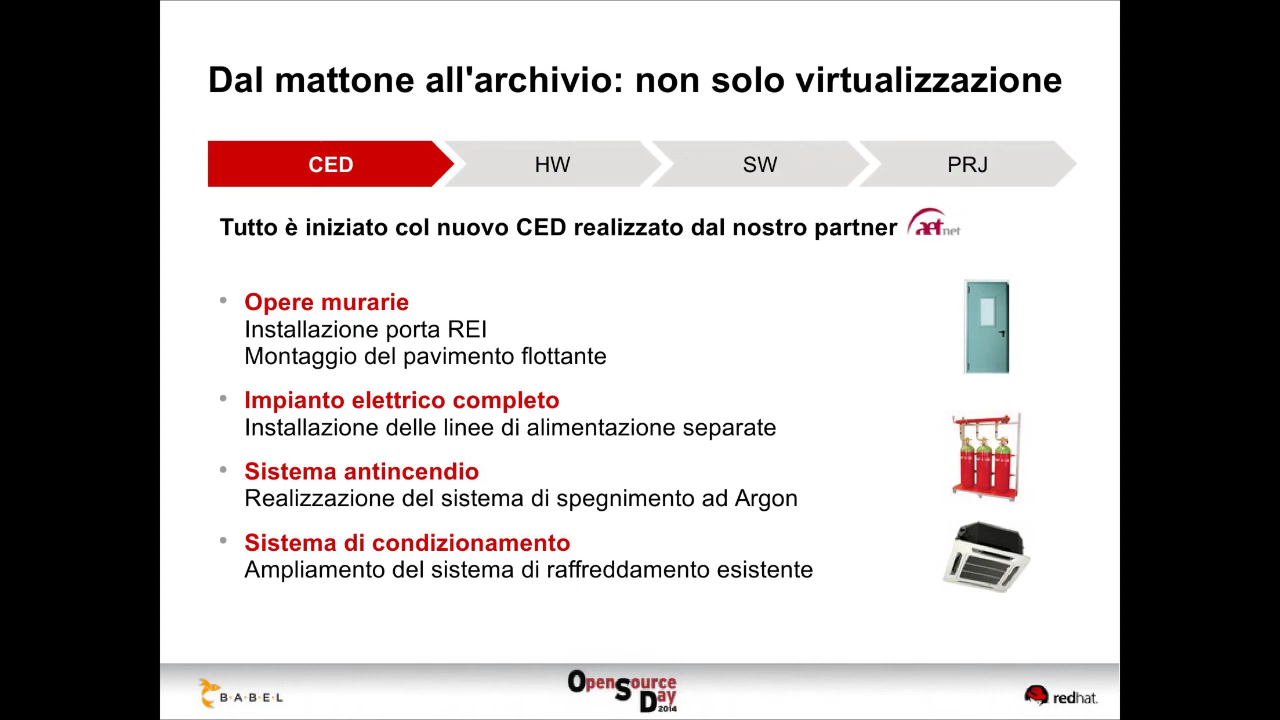 Dal mattone all'archivio: non solo virtualizzazione
CED
HW
SW
PRJ
Tutto è iniziato col nuovo CED realizzato dal nostro partner aet net
Opere murarie
Installazione porta REI
Montaggio del pavimento flottante
Impianto elettrico completo
Installazione delle linee di alimentazione separate
Sistema antincendio
Realizzazione del sistema di spegnimento ad Argon
Sistema di condizionamento
Ampliamento del sistema di raffreddamento esistente
B·A·B·E·L
OpenSource
Day
2014
redhat.